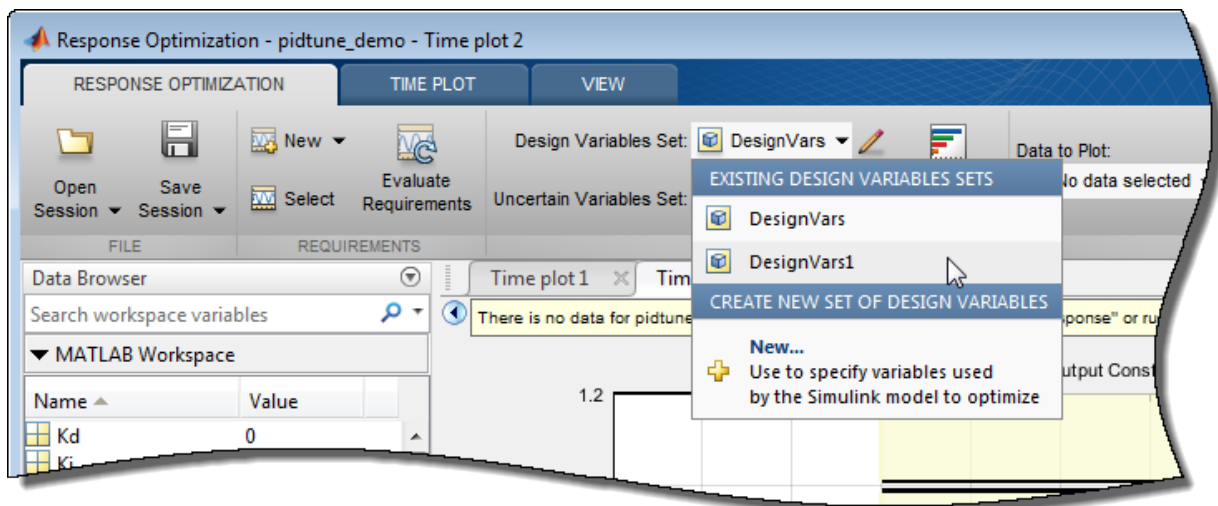 Response Optimization - pidtune_demo - Time plot 2
RESPONSE OPTIMIZATION
TIME PLOT
VIEW
Open
Session
Save
Session
New
Select
Evaluate
Requirements
Design Variables Set:
DesignVars
Uncertain Variables Set:
Data to Plot:
No data selected
FILE
REQUIREMENTS
EXISTING DESIGN VARIABLES SETS
DesignVars
DesignVars1
CREATE NEW SET OF DESIGN VARIABLES
New...
Use to specify variables used
by the Simulink model to optimize
Data Browser
Search workspace variables
MATLAB Workspace
Name
Value
Kd
0
Ki
Time plot 1
Tim
There is no data for pidtune
sponse" or ru
utput Const
1.2